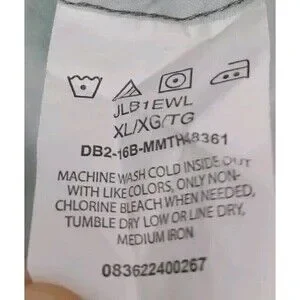 JLB1EWL
XL/XG/TG
DB2-16B-MMTH48361
MACHINE WASH COLD INSIDE OUT
WITH LIKE COLORS, ONLY NON-
CHLORINE BLEACH WHEN NEEDED,
TUMBLE DRY LOW OR LINE DRY,
MEDIUM IRON
083622400267